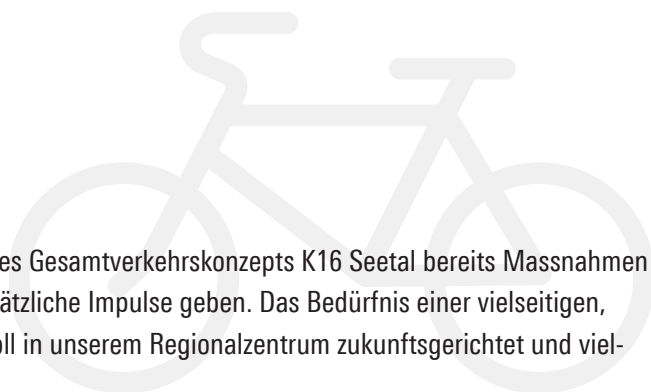 es Gesamtverkehrskonzepts K16 Seetal bereits Massnahmen
ätzliche Impulse geben. Das Bedürfnis einer vielseitigen,
ll in unserem Regionalzentrum zukunftsgerichtet und viel-